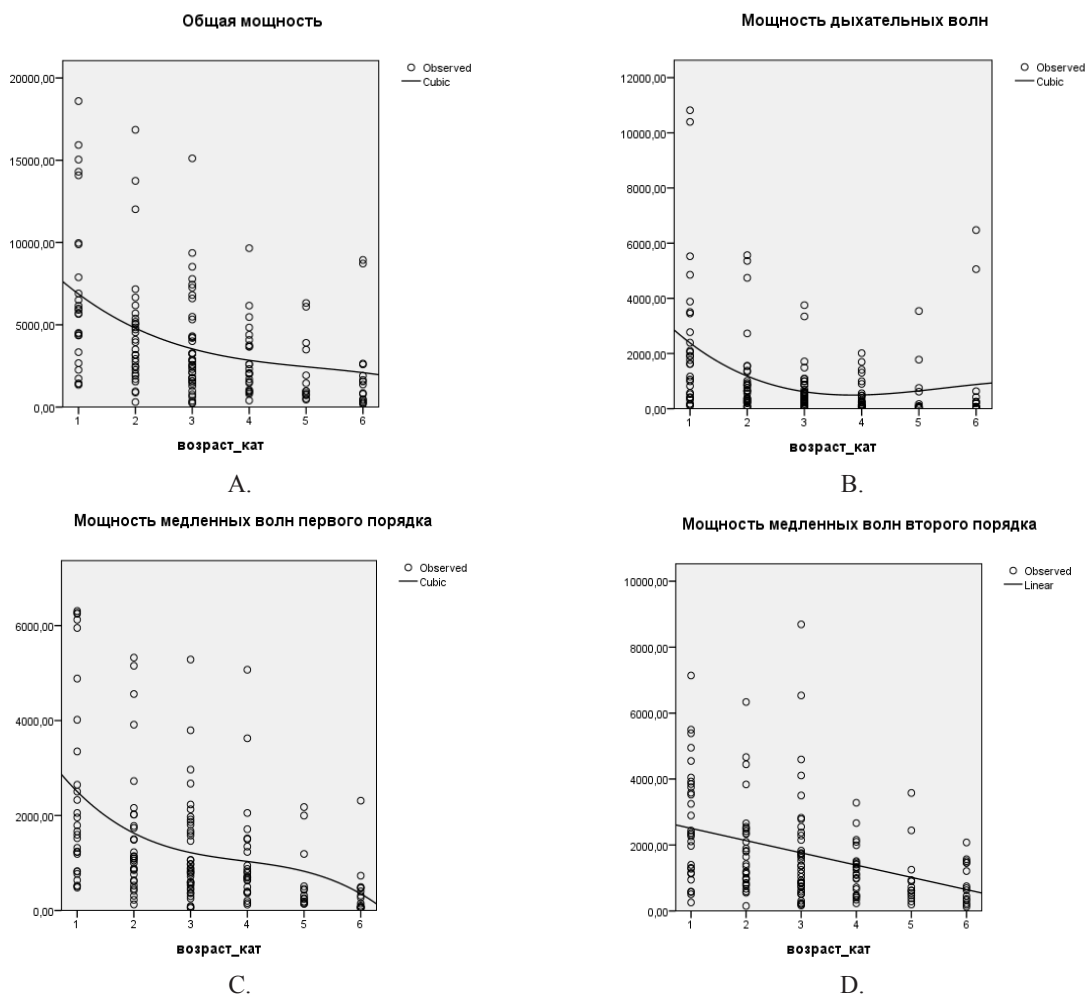 Общая мощность
20000,00
15000,00
10000,00
5000,00
0,00
1 2 3 4 5 6
возраст_кат
Observed
Cubic
A.
Мощность дыхательных волн
12000,00
10000,00
8000,00
6000,00
4000,00
2000,00
0,00
1 2 3 4 5 6
возраст_кат
Observed
Cubic
B.
Мощность медленных волн первого порядка
6000,00
4000,00
2000,00
0,00
1 2 3 4 5 6
возраст_кат
Observed
Cubic
C.
Мощность медленных волн второго порядка
10000,00
8000,00
6000,00
4000,00
2000,00
0,00
1 2 3 4 5 6
возраст_кат
Observed
Linear
D.